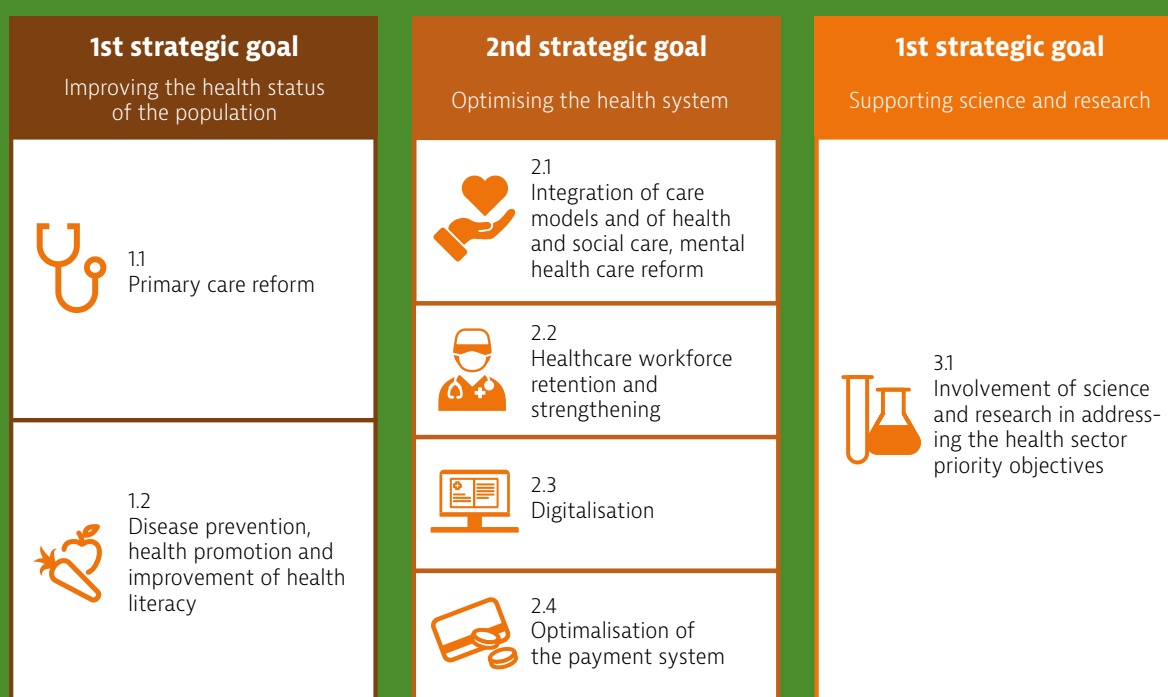 1st strategic goal
Improving the health status
of the population
1.1
Primary care reform
1.2
Disease prevention,
health promotion and
improvement of health
literacy
2nd strategic goal
Optimising the health system
2.1
Integration of care
models and of health
and social care, mental
health care reform
2.2
Healthcare workforce
retention and
strengthening
2.3
Digitalisation
2.4
Optimalisation of
the payment system
1st strategic goal
Supporting science and research
3.1
Involvement of science
and research in address-
ing the health sector
priority objectives